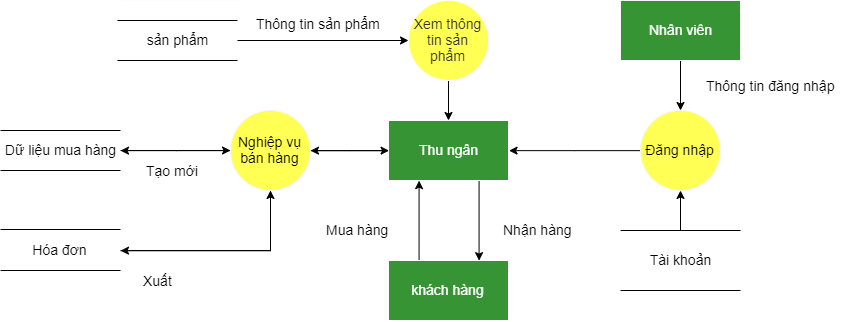 Thông tin sản phẩm
Xem thông
tin sản
phẩm
Nhân viên
sản phẩm
Thông tin đăng nhập
Dữ liệu mua hàng
Nghiệp vụ
bán hàng
Thu ngân
Đăng nhập
Tạo mới
Mua hàng
Nhận hàng
Hóa đơn
Tài khoản
Xuất
khách hàng